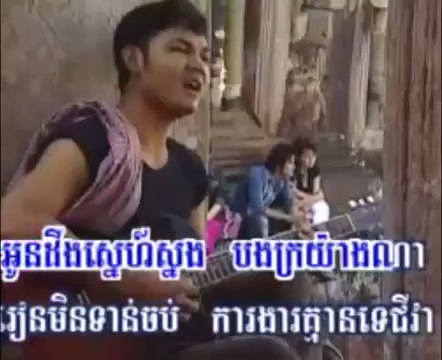 អូនដឹងស្នេហ៍ស្នង បងក្រយ៉ាងណា
រៀនមិនទាន់ចប់ ការងារគ្មានទេជីវា